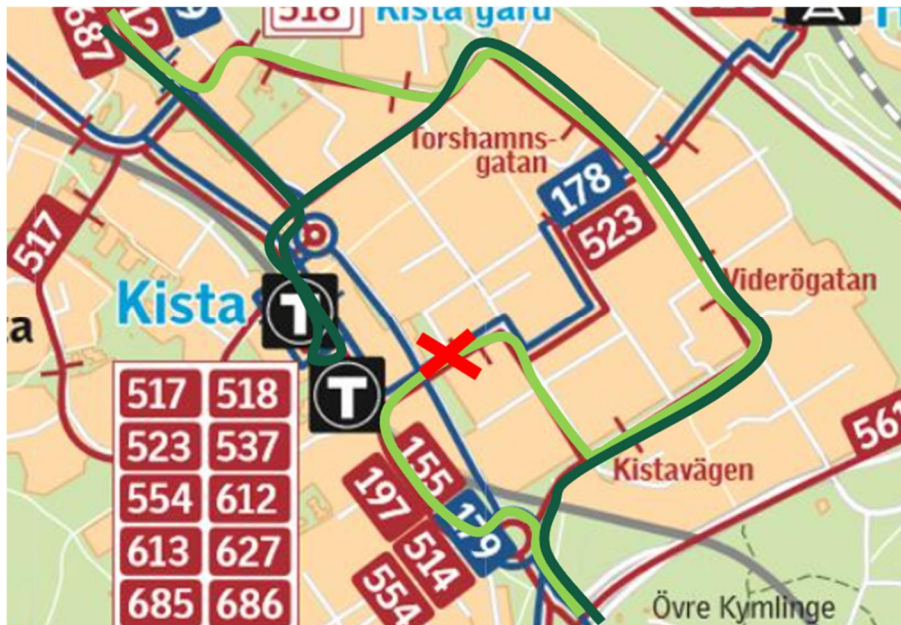 687
12
518
Kista gård
Torshamns-
gatan
178
523
517
Viderögatan
Kista
T
T
517 518
523 537
554 612
613 627
685 686
155
197
179
514
554
561
Kistavägen
Övre Kymlinge